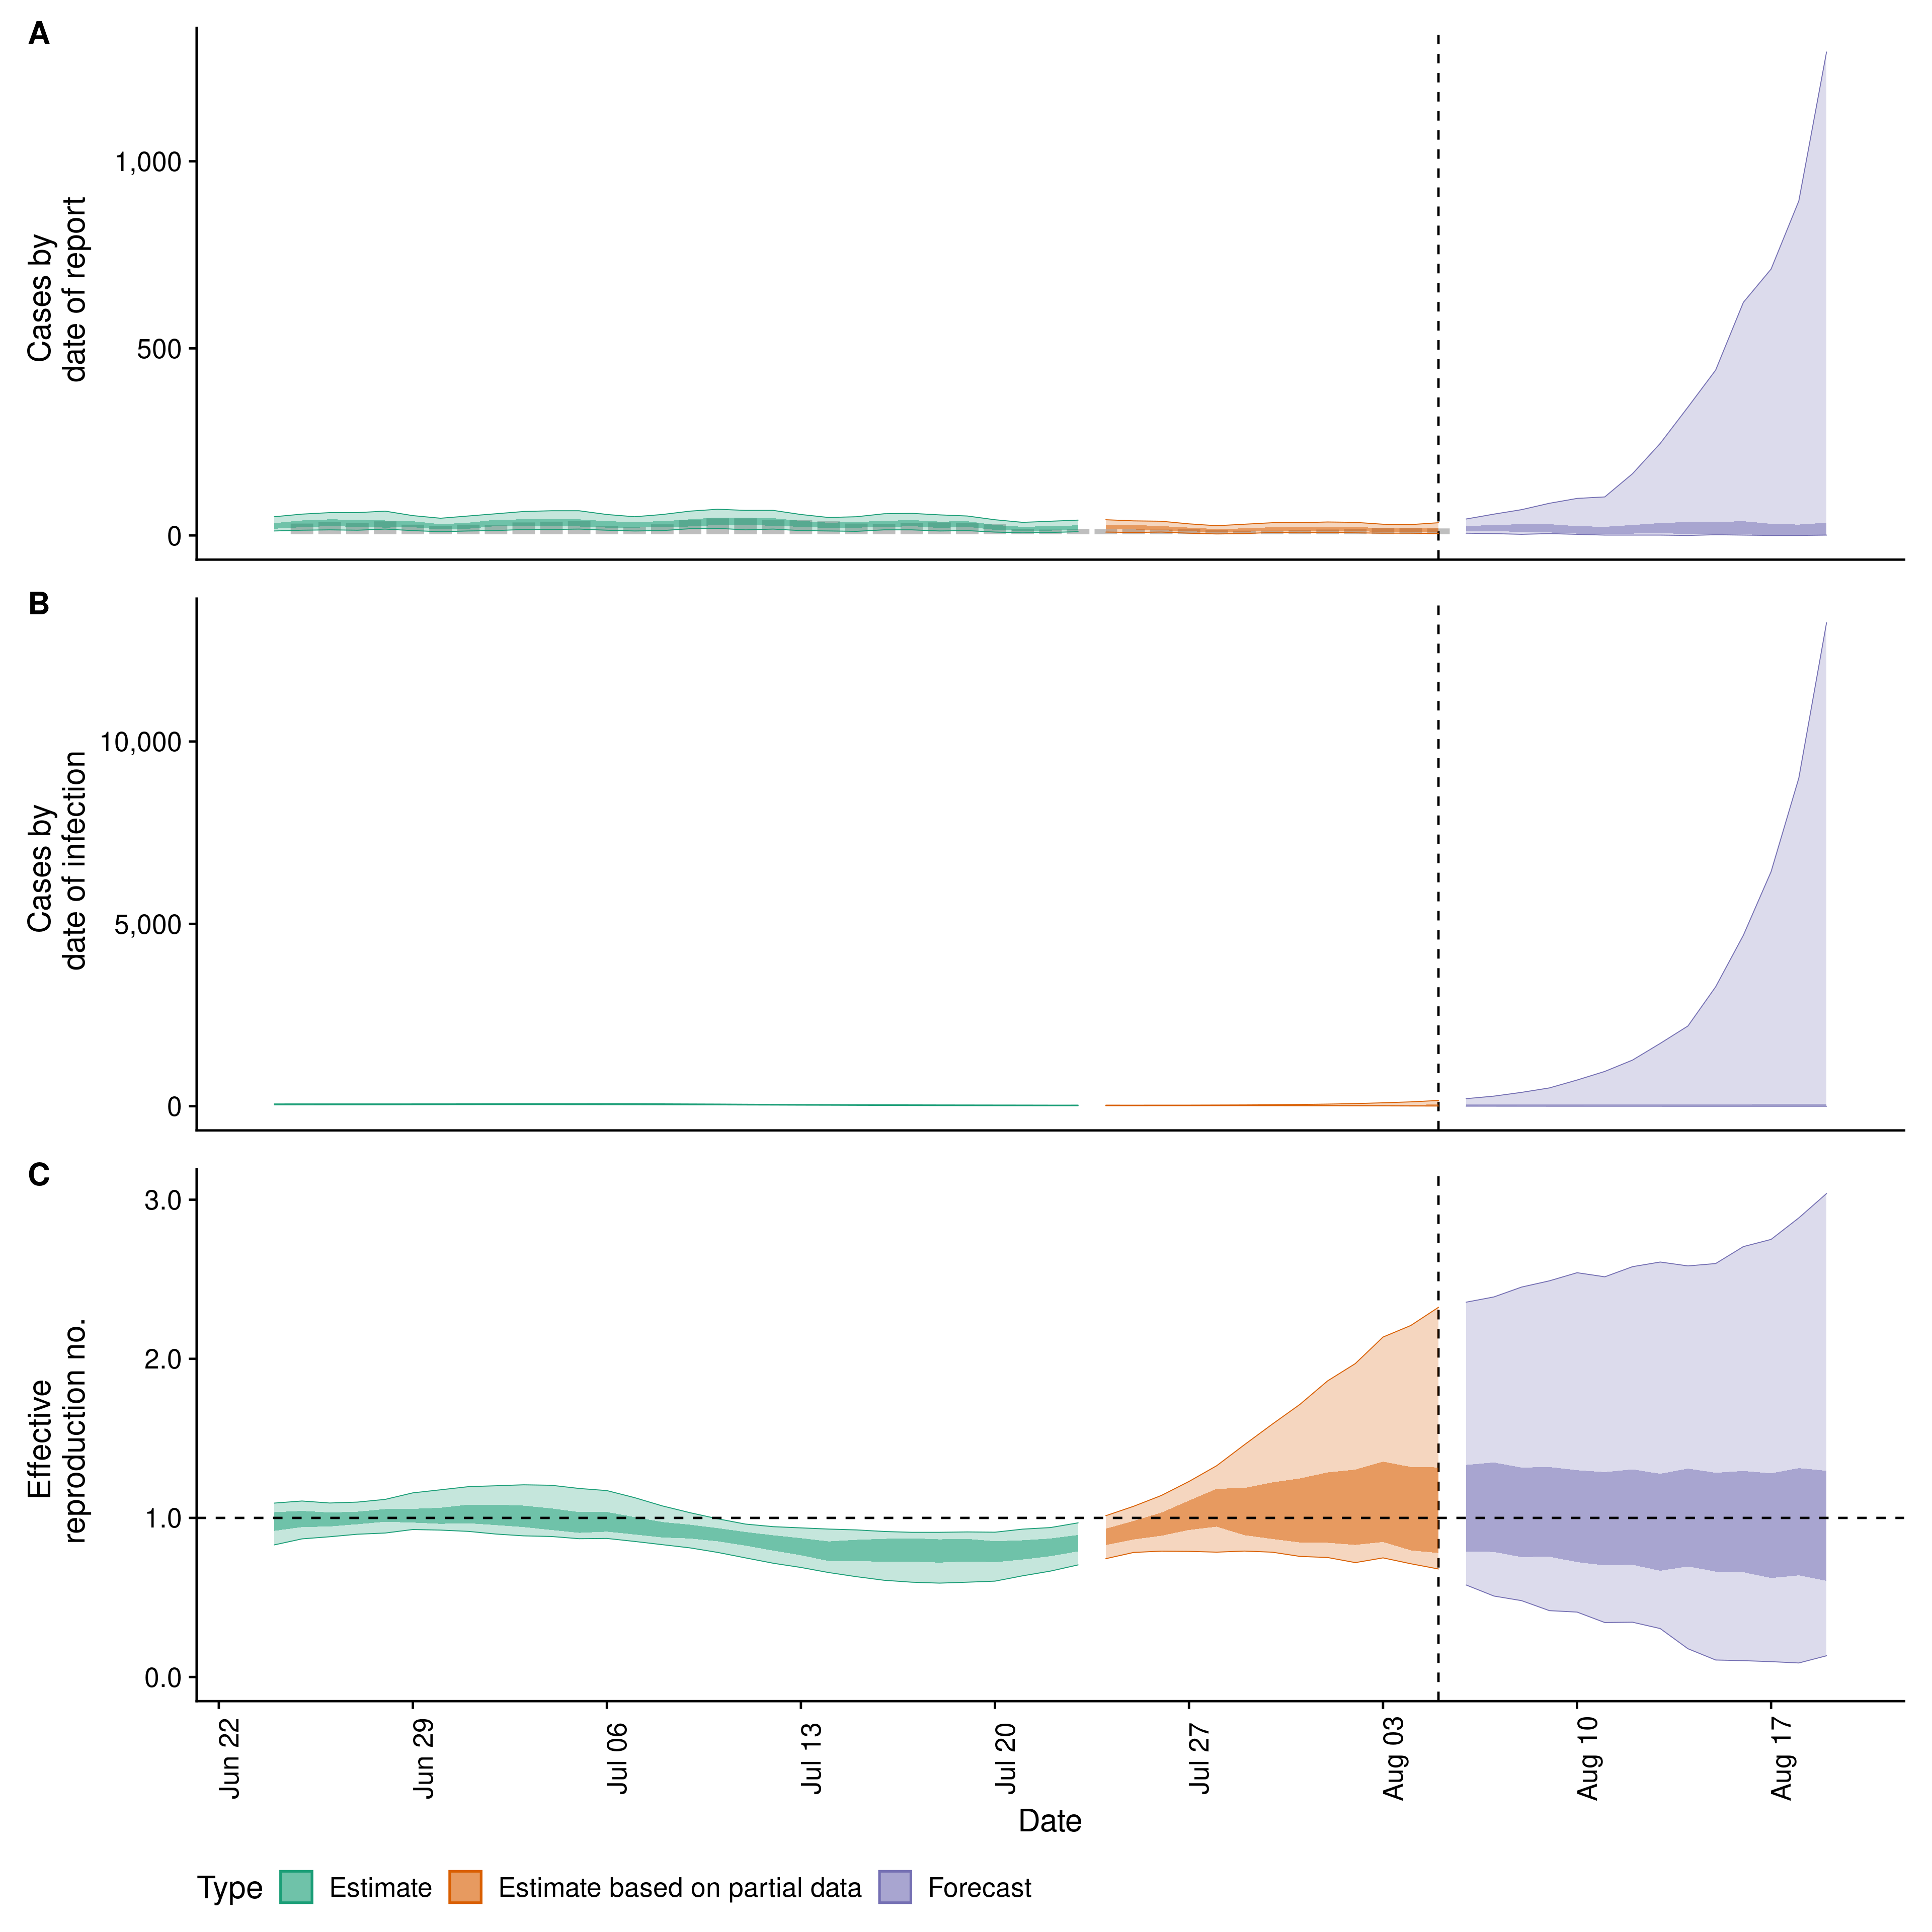 A
Cases by
date of report
1,000
500
0
B
Cases by
date of infection
10,000
5,000
0
C
Effective
reproduction no.
3.0
2.0
1.0
0.0
Jun 22
Jun 29
Jul 06
Jul 13
Jul 20
Jul 27
Aug 03
Aug 10
Aug 17
Date
Type Estimate Estimate based on partial data Forecast